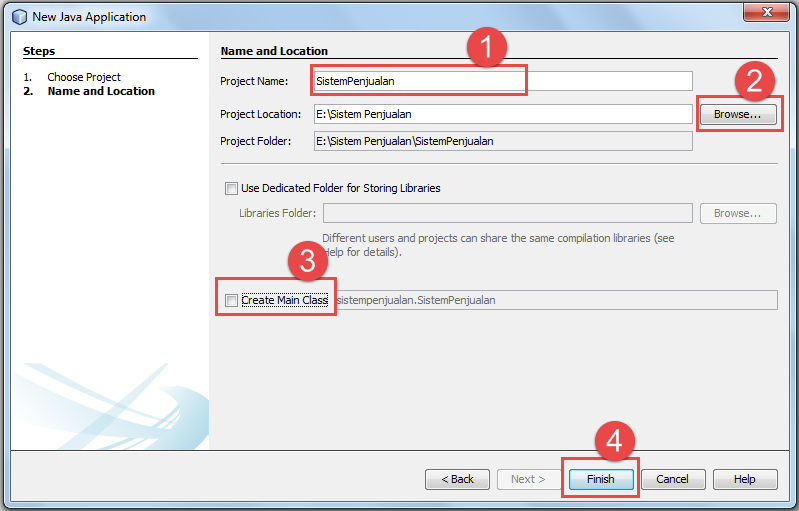 New Java Application
Steps
1. Choose Project
2. Name and Location
Name and Location
1
Project Name: SistemPenjualan
2
Project Location: E:\Sistem Penjualan Browse...
Project Folder: E:\Sistem Penjualan\SistemPenjualan
Use Dedicated Folder for Storing Libraries
Libraries Folder: Browse...
Different users and projects can share the same compilation libraries (see
Help for details).
3
Create Main Class sistempenjualan.SistemPenjualan
4
< Back Next > Finish Cancel Help